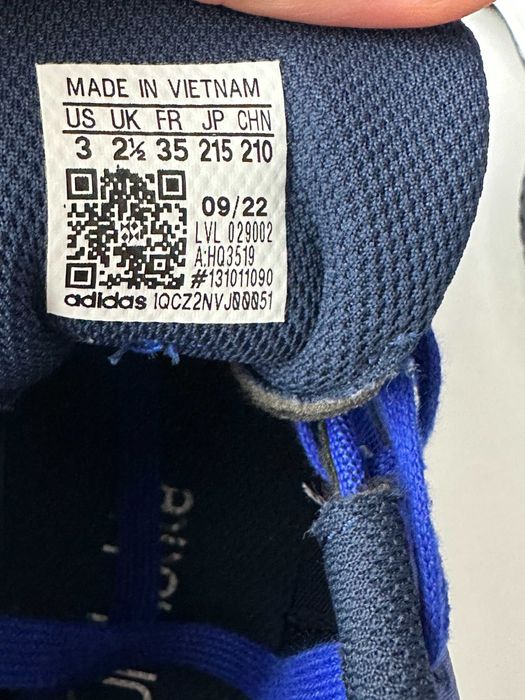 MADE IN VIETNAM
US UK FR JP CHN
3 2½ 35 215 210
09/22
LVL 029002
A:HQ3519
#131011090
adidas IQCZ2NVJ00051